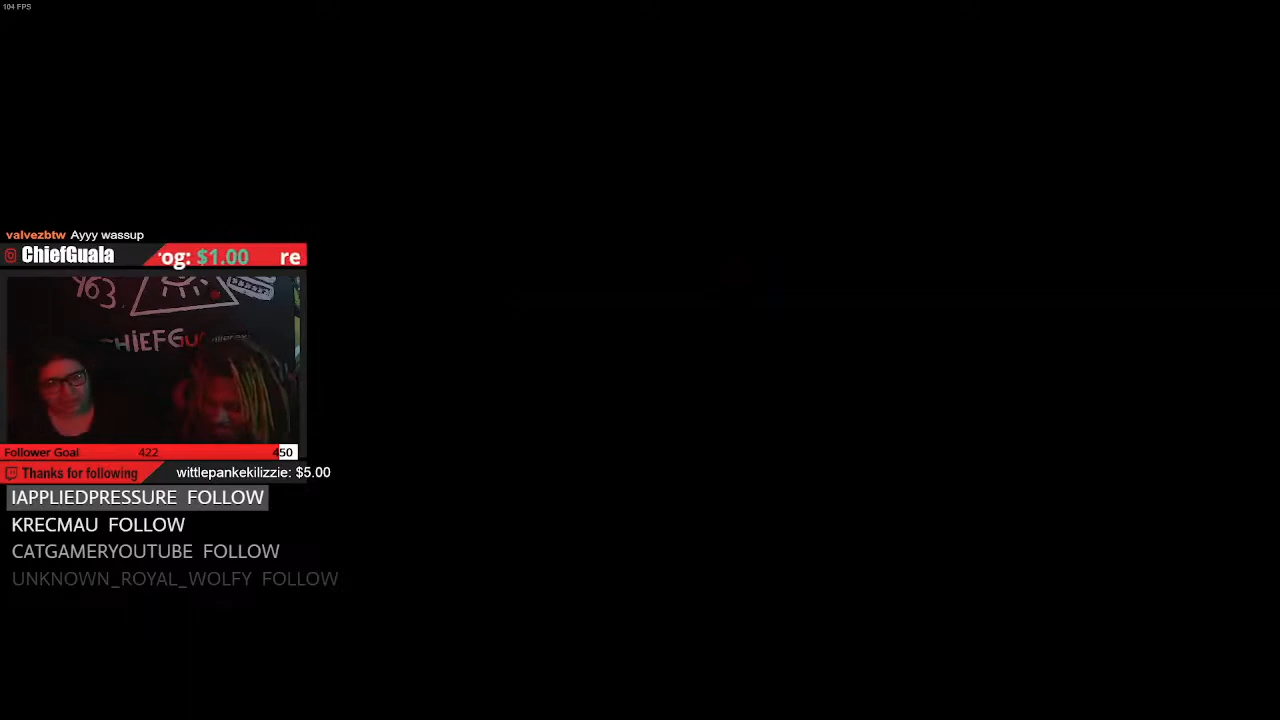 104 FPS
valvezbtw Ayyy wassup
ChiefGuala
og: $1.00 re
963.
HIEFGU
Follower Goal 422 450
Thanks for following
wittlepankekilizzie: $5.00
IAPPLIEDPRESSURE FOLLOW
KRECMAU FOLLOW
CATGAMERYOUTUBE FOLLOW
UNKNOWN_ROYAL_WOLFY FOLLOW